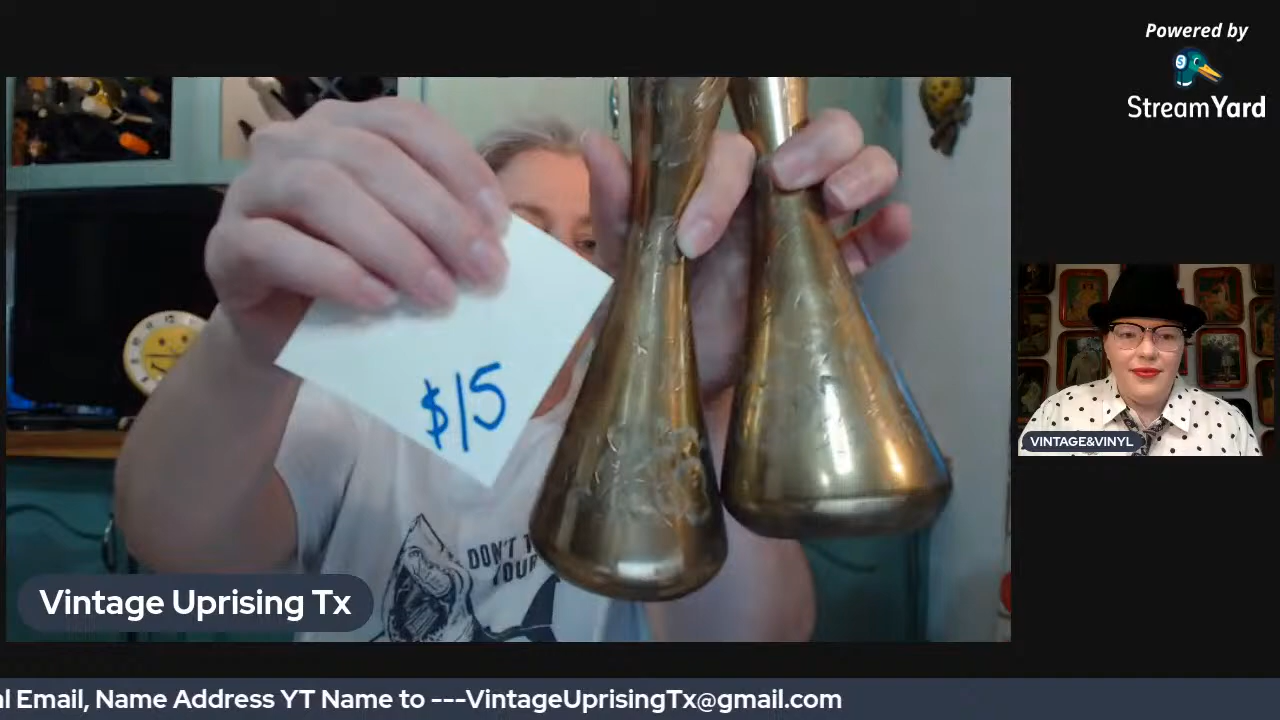 Powered by
StreamYard
$15
DON'T
YOUR
VINTAGE&VINYL
Vintage Uprising Tx
l Email, Name Address YT Name to ---VintageUprisingTx@gmail.com